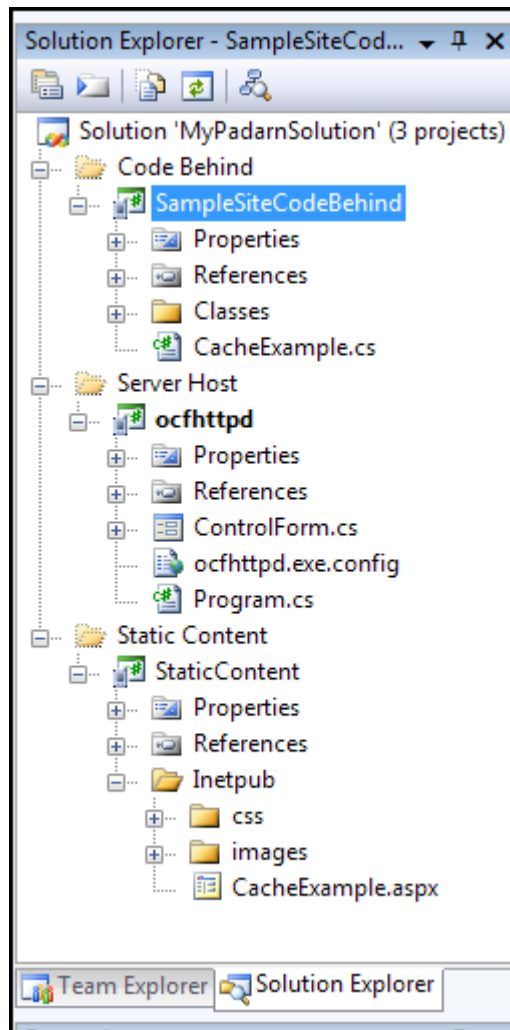 Solution Explorer - SampleSiteCod...
Solution 'MyPadarnSolution' (3 projects)
Code Behind
SampleSiteCodeBehind
Properties
References
Classes
CacheExample.cs
Server Host
ocfhttpd
Properties
References
ControlForm.cs
ocfhttpd.exe.config
Program.cs
Static Content
StaticContent
Properties
References
Inetpub
css
images
CacheExample.aspx
Team Explorer Solution Explorer